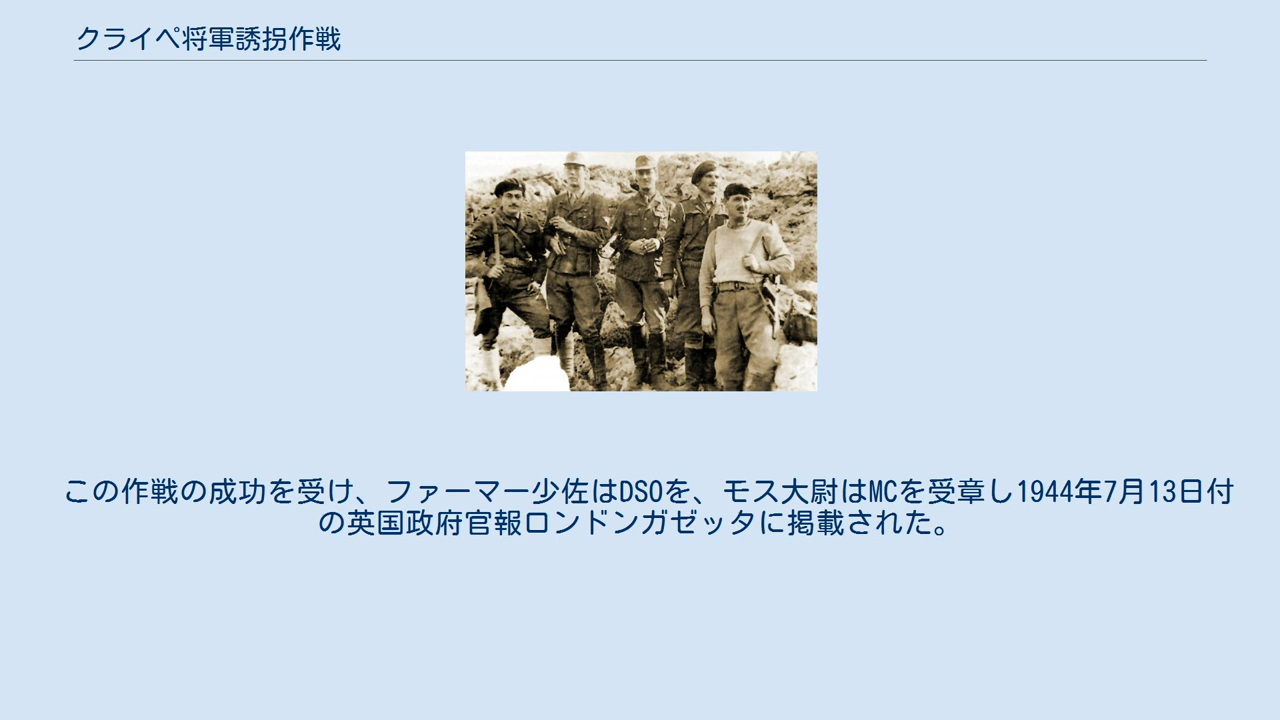 クライペ将軍誘拐作戦
この作戦の成功を受け、ファーマー少佐はDSOを、モス大尉はMCを受章し1944年7月13日付
の英国政府官報ロンドンガゼッタに掲載された。